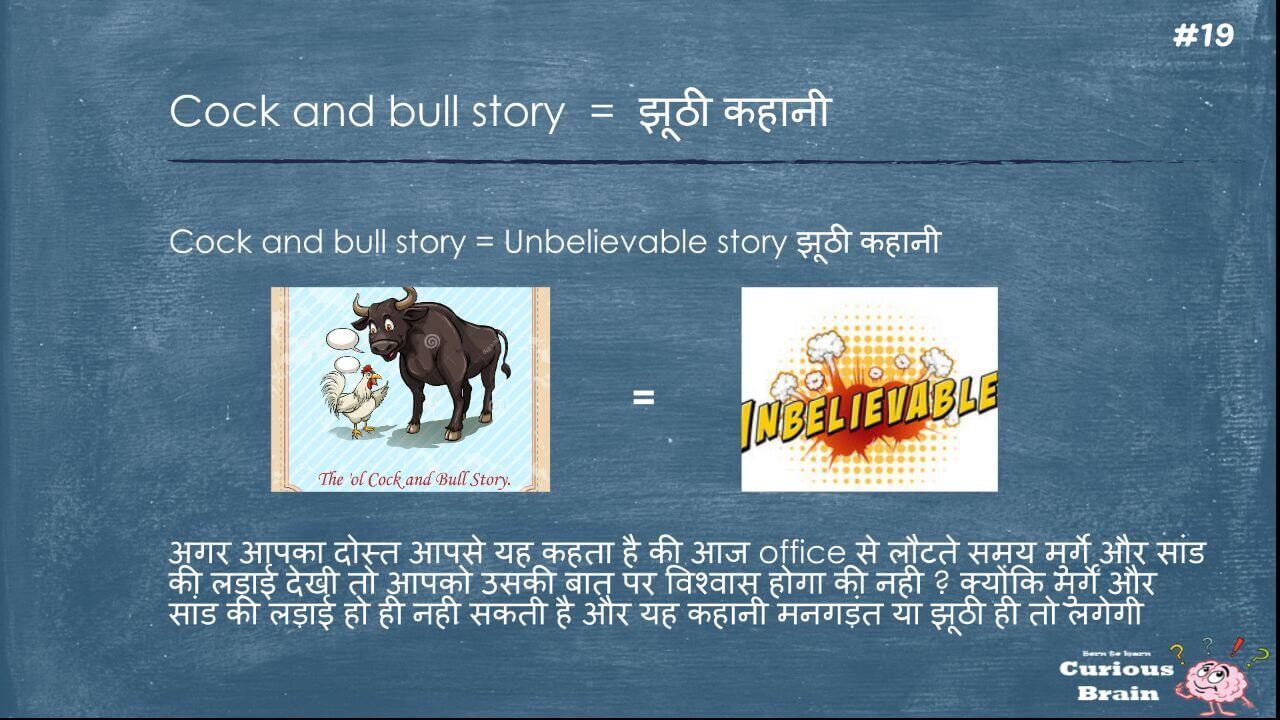 #19
Cock and bull story = झूठी कहानी
Cock and bull story = Unbelievable story झूठी कहानी
The 'ol Cock and Bull Story.
=
UNBELIEVABLE
अगर आपका दोस्त आपसे यह कहता है की आज office से लौटते समय मुर्गे और सांड
की लड़ाई देखी तो आपको उसकी बात पर विश्वास होगा की नही ? क्योंकि मुर्गे और
सांड की लड़ाई हो ही नही सकती है और यह कहानी मनगड़ंत या झूठी ही तो लगेगी
Born to learn
Curious
Brain